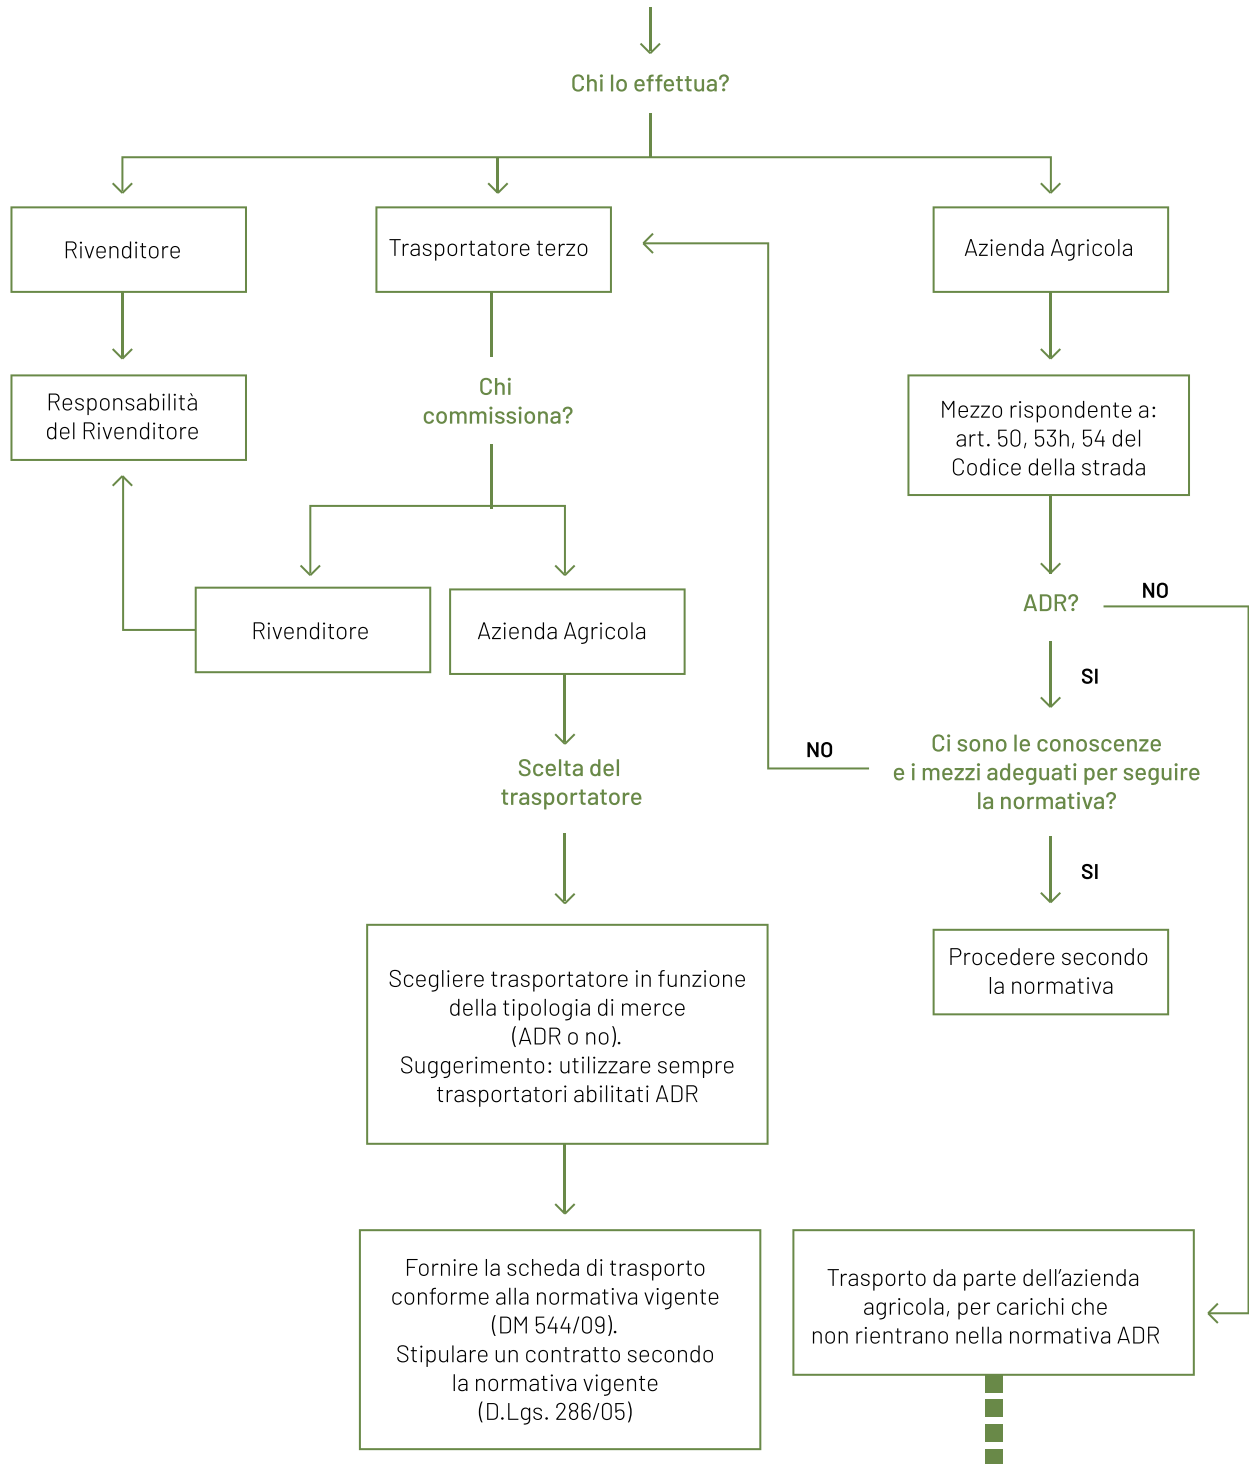 Chi lo effettua?
Rivenditore
Trasportatore terzo
Azienda Agricola
Responsabilità
del Rivenditore
Chi
commissiona?
Mezzo rispondente a:
art. 50, 53h, 54 del
Codice della strada
Rivenditore
Azienda Agricola
ADR?
NO
SI
Scelta del
trasportatore
NO
Ci sono le conoscenze
e i mezzi adeguati per seguire
la normativa?
SI
Scegliere trasportatore in funzione
della tipologia di merce
(ADR o no).
Suggerimento: utilizzare sempre
trasportatori abilitati ADR
Procedere secondo
la normativa
Fornire la scheda di trasporto
conforme alla normativa vigente
(DM 544/09).
Stipulare un contratto secondo
la normativa vigente
(D.Lgs. 286/05)
Trasporto da parte dell'azienda
agricola, per carichi che
non rientrano nella normativa ADR